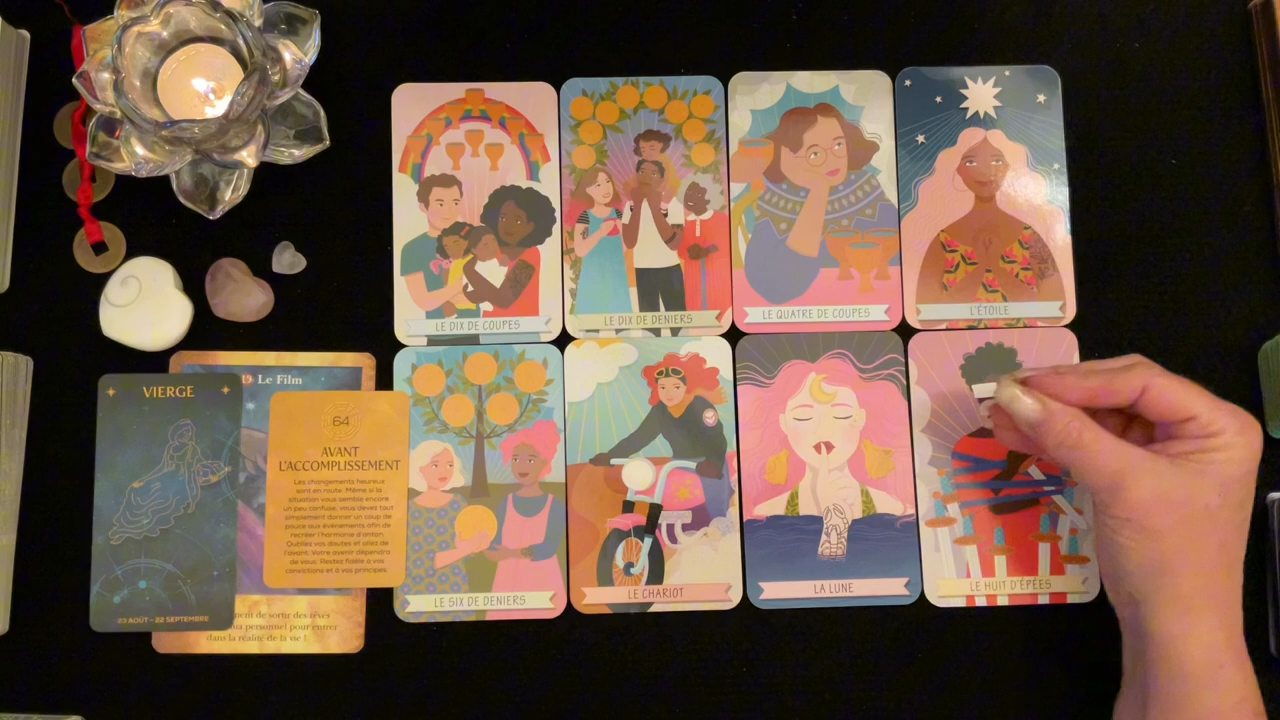 LE DIX DE COUPES
LE DIX DE DENIERS
LE QUATRE DE COUPES
L'ÉTOILE
LE SIX DE DENIERS
LE CHARIOT
LA LUNE
LE HUIT D'ÉPÉES
VIERGE
23 AOÛT - 22 SEPTEMBRE
19 Le Film
64
AVANT
L'ACCOMPLISSEMENT
Les changements heureux
sont en route. Même si la
situation vous semble encore
un peu confuse, vous devez tout
simplement donner un coup de
pouce aux événements afin de
recréer l'harmonie d'antan.
Oubliez vos doutes et allez de
l'avant. Votre avenir dépendra
de vous. Restez fidèle à vos
convictions et à vos principes.
de sortir des rêves
personnel pour entrer
dans la réalité de la vie !